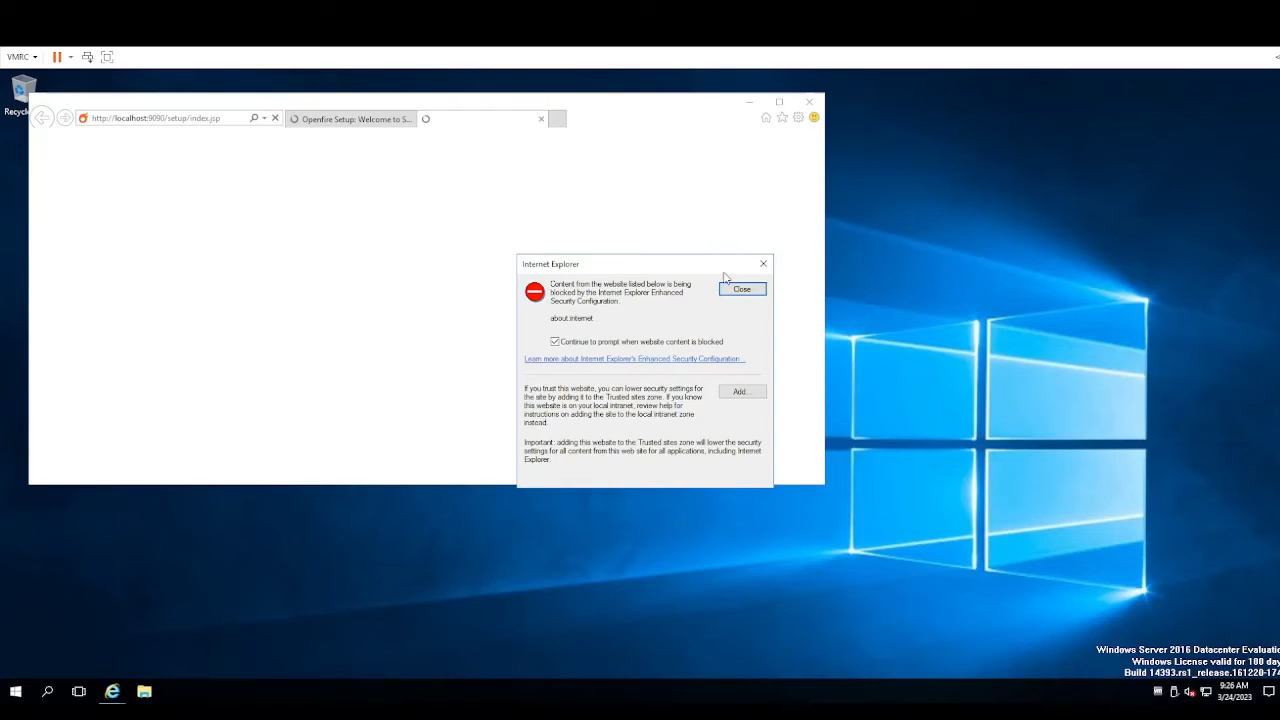 VMRC
Recycle
http://localhost:9090/setup/index.jsp
Openfire Setup: Welcome to S...
Internet Explorer
Content from the website listed below is being
blocked by the Internet Explorer Enhanced
Security Configuration.
Close
about:internet
Continue to prompt when website content is blocked
Learn more about Internet Explorer's Enhanced Security Configuration...
If you trust this website, you can lower security settings for
the site by adding it to the Trusted sites zone. If you know
this website is on your local intranet, review help for
instructions on adding the site to the local intranet zone
instead.
Add...
Important: adding this website to the Trusted sites zone will lower the security
settings for all content from this web site for all applications, including Internet
Explorer.
Windows Server 2016 Datacenter Evaluatio
Windows License valid for 180 day
Build 14393.rs1_release.161220-174
9:26 AM
3/24/2023